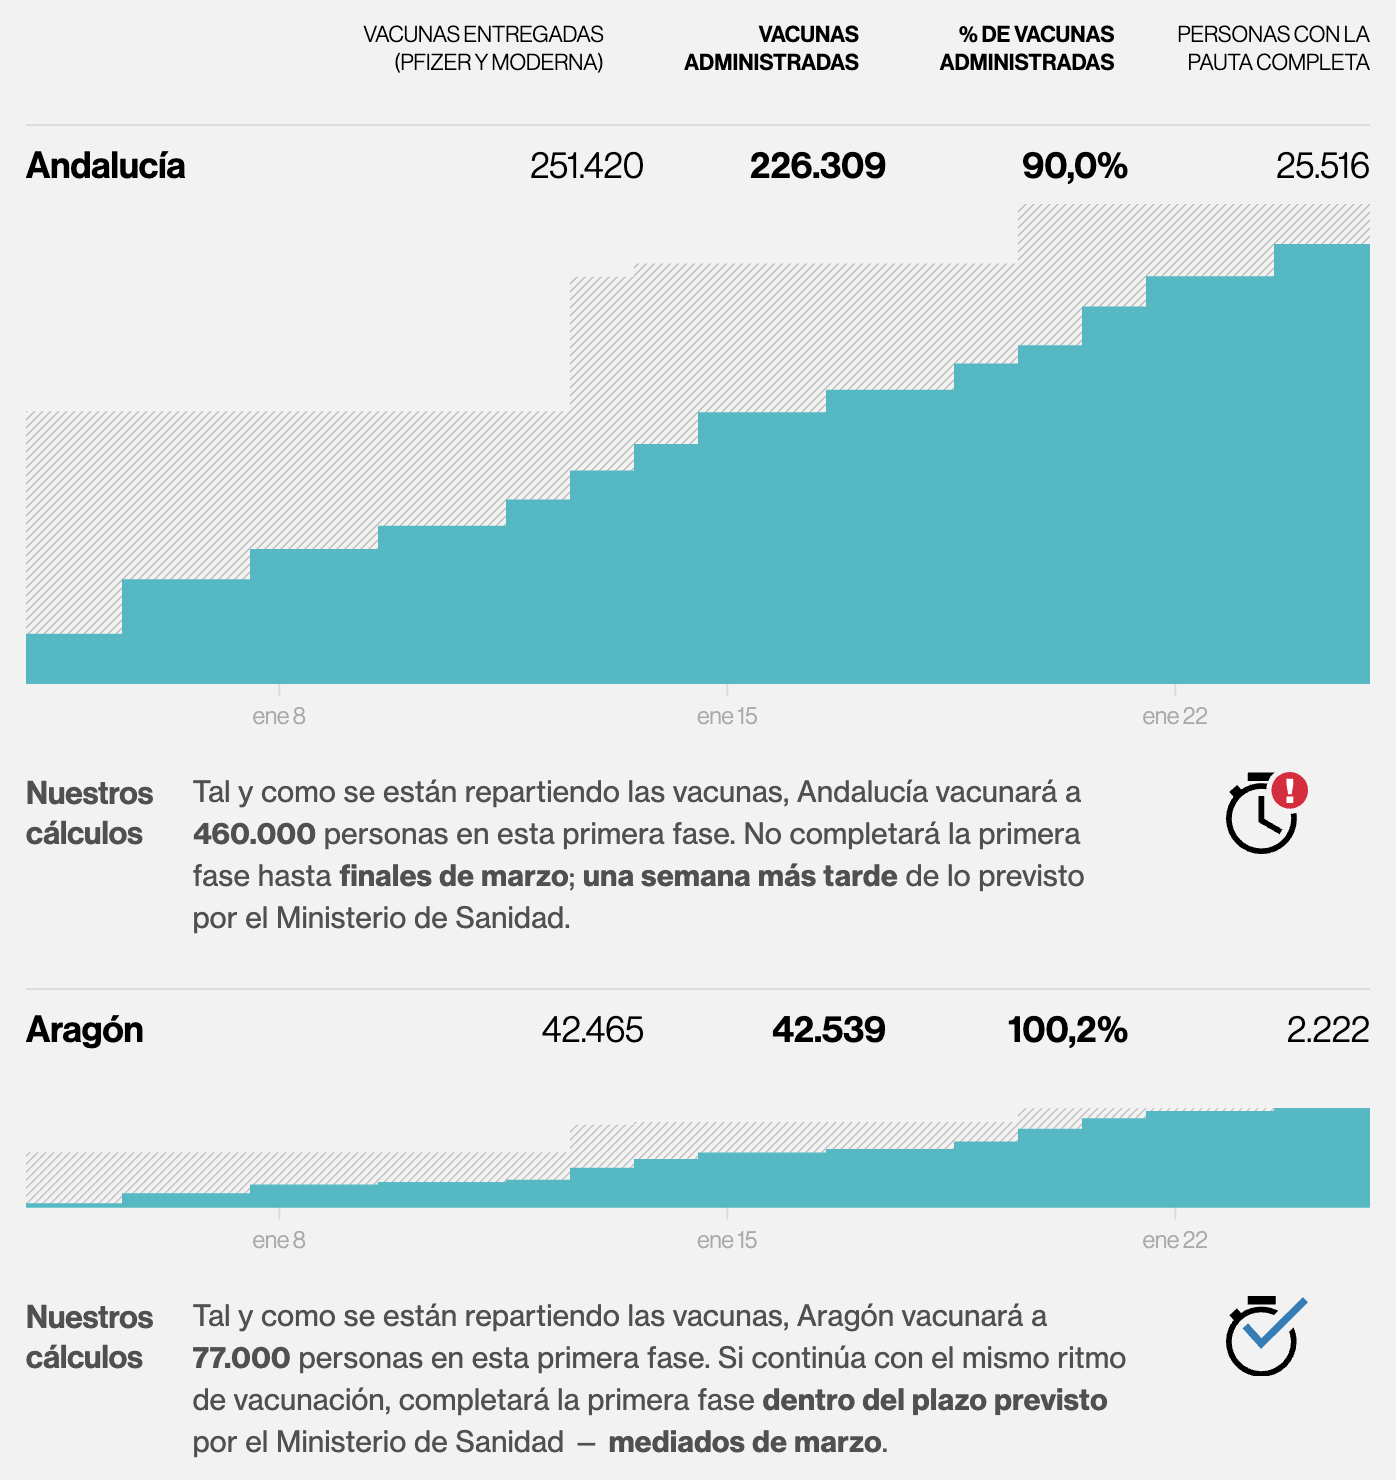 VACUNAS ENTREGADAS
(PFIZER Y MODERNA)
VACUNAS
ADMINISTRADAS
% DE VACUNAS
ADMINISTRADAS
PERSONAS CON LA
PAUTA COMPLETA
Andalucía 251.420 226.309 90,0% 25.516
ene 8 ene 15 ene 22
Nuestros
cálculos
Tal y como se están repartiendo las vacunas, Andalucía vacunará a
460.000 personas en esta primera fase. No completará la primera
fase hasta finales de marzo; una semana más tarde de lo previsto
por el Ministerio de Sanidad.
Aragón 42.465 42.539 100,2% 2.222
ene 8 ene 15 ene 22
Nuestros
cálculos
Tal y como se están repartiendo las vacunas, Aragón vacunará a
77.000 personas en esta primera fase. Si continúa con el mismo ritmo
de vacunación, completará la primera fase dentro del plazo previsto
por el Ministerio de Sanidad – mediados de marzo.